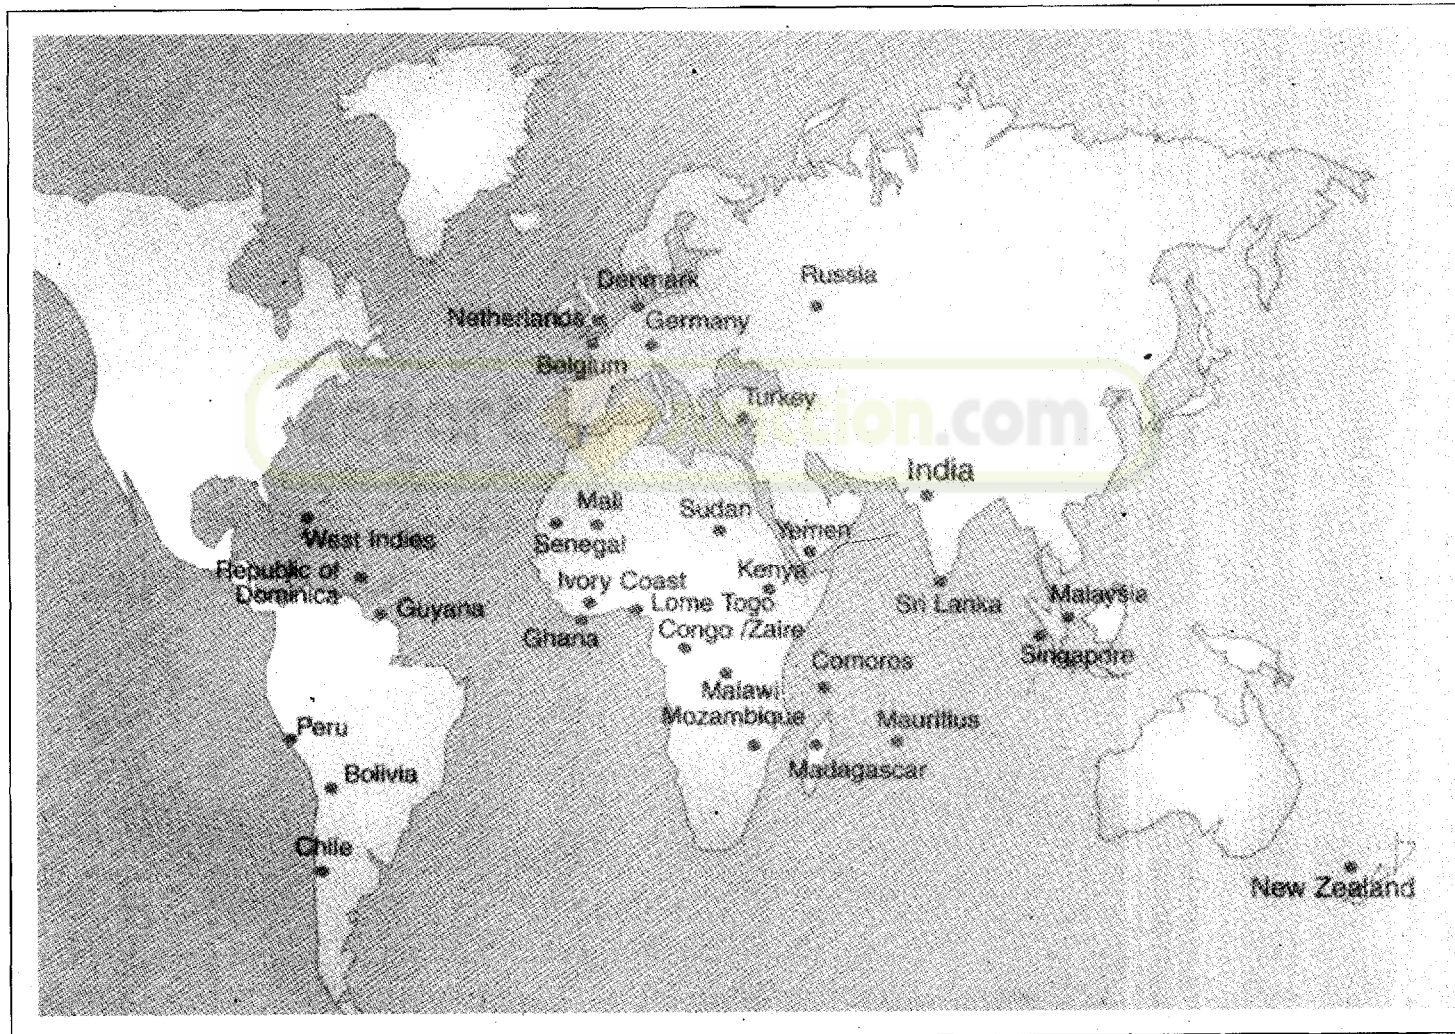 Denmark
Russia
Netherlands
Germany
Belgium
Turkey
.com
India
Mali
Sudan
Yemen
Senegal
West Indies
Republic of
Dominica
Kenya
Ivory Coast
Lome Togo
Guyana
Sri Lanka
Malaysia
Ghana
Congo /Zaire
Singapore
Comoros
Malawi
Mozambique
Mauritius
Peru
Madagascar
Bolivia
Chile
New Zealand